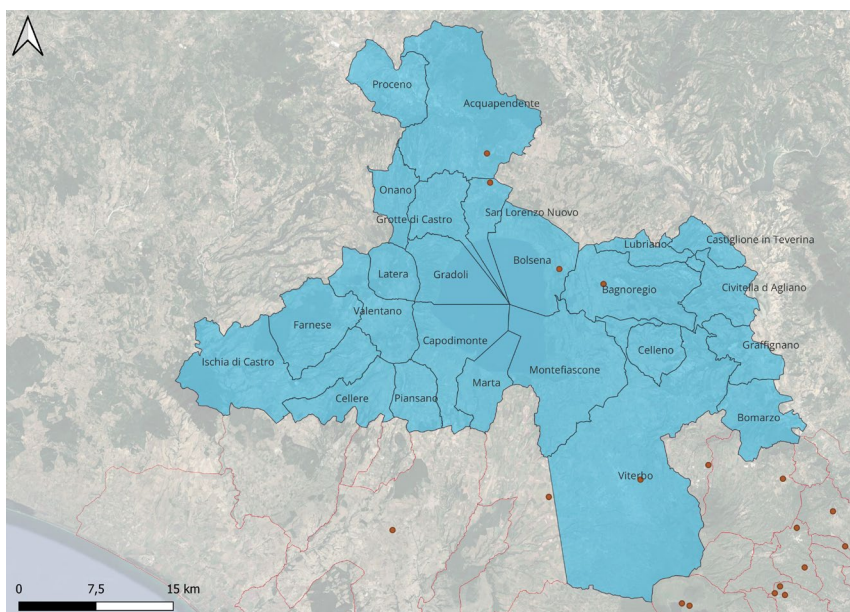 Proceno
Acquapendente
Onano
Grotte di Castro
San Lorenzo Nuovo
Lubriano
Castiglione in Teverina
Bolsena
Latera
Gradoli
Bagnoregio
Civitella d Agliano
Valentano
Farnese
Capodimonte
Graffignano
Celleno
Ischia di Castro
Montefiascone
Marta
Cellere
Piansano
Bomarzo
Viterbo
0 7,5 15 km